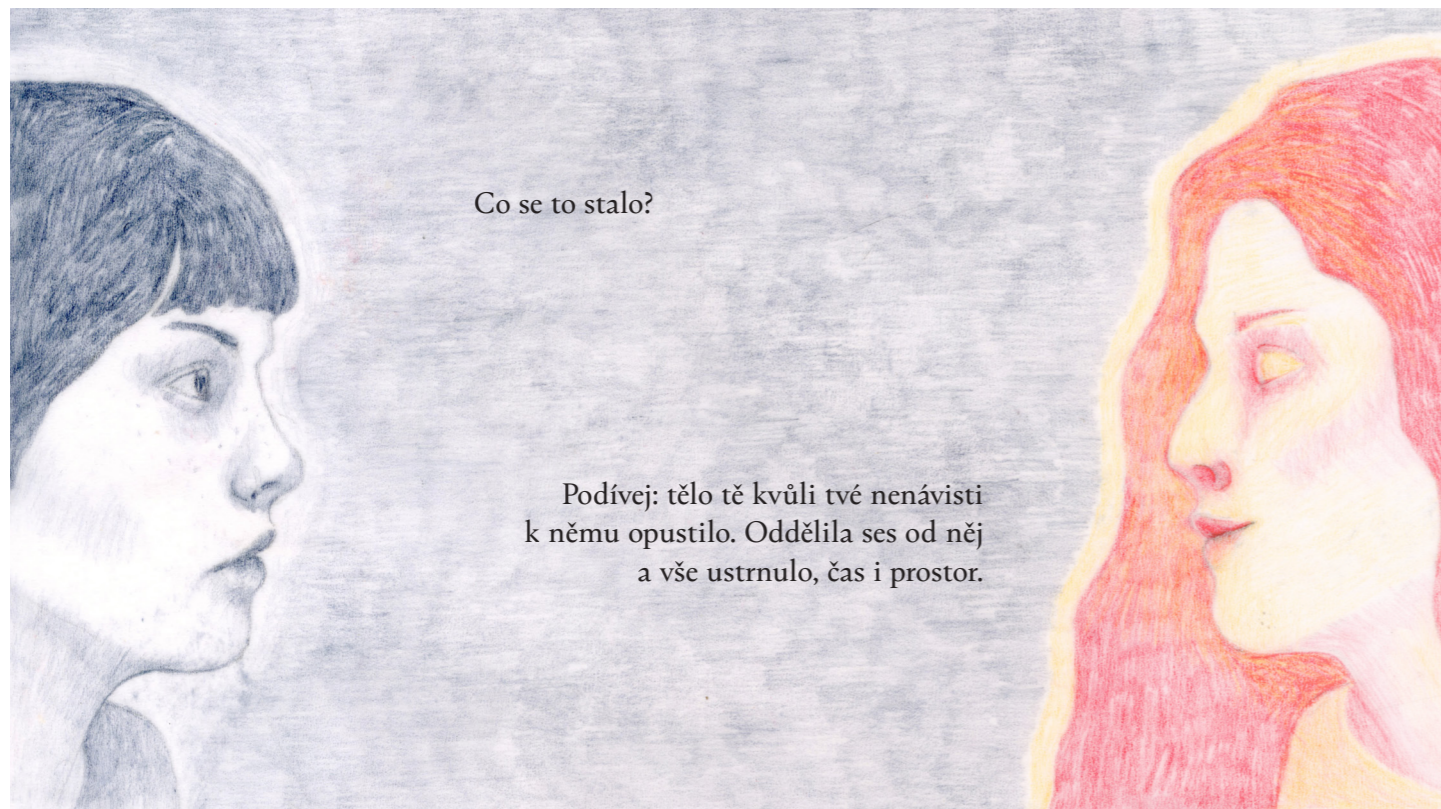 Co se to stalo?
Podívej: tělo tě kvůli tvé nenávisti
k němu opustilo. Oddělila ses od něj
a vše ustrnulo, čas i prostor.